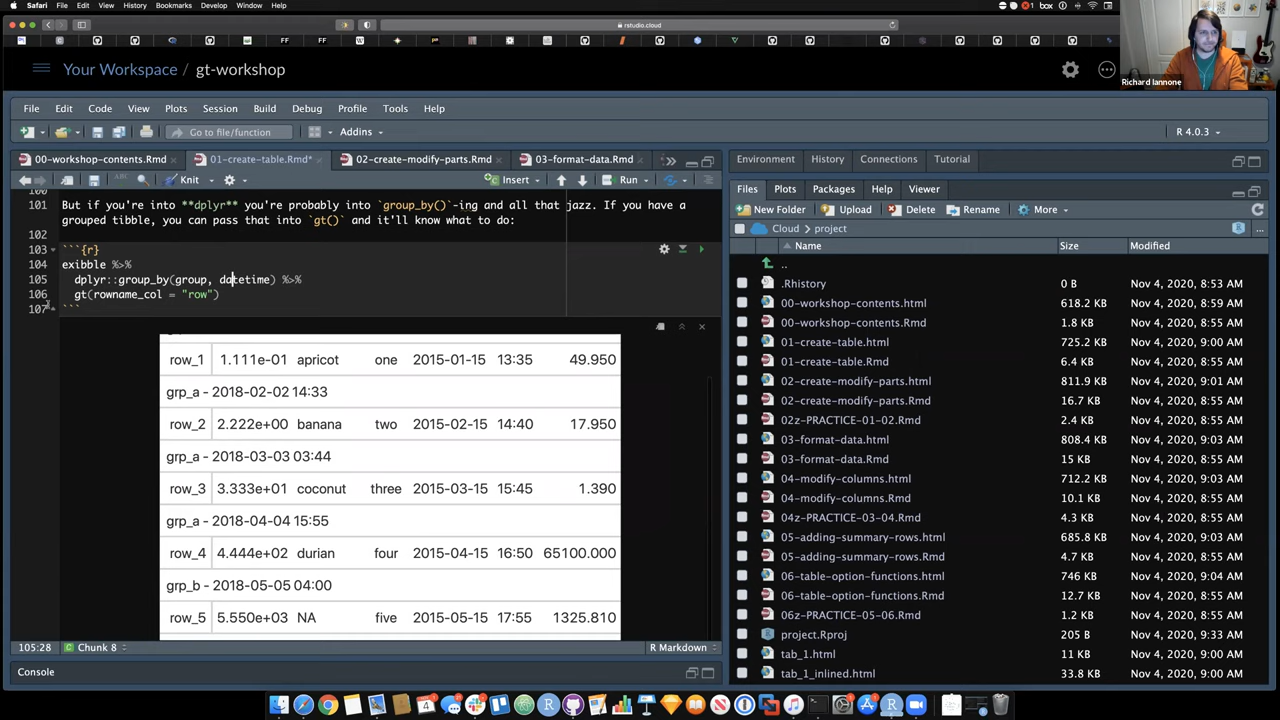 Safari File Edit View History Bookmarks Develop Window Help
1
box
rstudio.cloud
FF
FF
Richard Iannone
Your Workspace / gt-workshop
File Edit Code View Plots Session Build Debug Profile Tools Help
Go to file/function
Addins
R 4.0.3
00-workshop-contents.Rmd
01-create-table.Rmd*
02-create-modify-parts.Rmd
03-format-data.Rmd
ABC Knit Insert Run
100
101 But if you're into **dplyr** you're probably into `group_by()`-ing and all that jazz. If you have a
grouped tibble, you can pass that into `gt()` and it'll know what to do:
102
103 ```{r}
104 exibble %>%
105 dplyr::group_by(group, datetime) %>%
106 gt(rowname_col = "row")
107 ```
row_1 1.111e-01 apricot one 2015-01-15 13:35 49.950
grp_a - 2018-02-02 14:33
row_2 2.222e+00 banana two 2015-02-15 14:40 17.950
grp_a - 2018-03-03 03:44
row_3 3.333e+01 coconut three 2015-03-15 15:45 1.390
grp_a - 2018-04-04 15:55
row_4 4.444e+02 durian four 2015-04-15 16:50 65100.000
grp_b - 2018-05-05 04:00
row_5 5.550e+03 NA five 2015-05-15 17:55 1325.810
105:28 Chunk 8 R Markdown
Console
Environment History Connections Tutorial
Files Plots Packages Help Viewer
New Folder Upload Delete Rename More
Cloud project ...
Name Size Modified
..
.Rhistory 0 B Nov 4, 2020, 8:53 AM
00-workshop-contents.html 618.2 KB Nov 4, 2020, 8:59 AM
00-workshop-contents.Rmd 1.8 KB Nov 4, 2020, 8:55 AM
01-create-table.html 725.2 KB Nov 4, 2020, 9:00 AM
01-create-table.Rmd 6.4 KB Nov 4, 2020, 8:55 AM
02-create-modify-parts.html 811.9 KB Nov 4, 2020, 9:01 AM
02-create-modify-parts.Rmd 16.7 KB Nov 4, 2020, 8:55 AM
02z-PRACTICE-01-02.Rmd 2.4 KB Nov 4, 2020, 8:55 AM
03-format-data.html 808.4 KB Nov 4, 2020, 9:03 AM
03-format-data.Rmd 15 KB Nov 4, 2020, 8:55 AM
04-modify-columns.html 712.2 KB Nov 4, 2020, 9:03 AM
04-modify-columns.Rmd 10.1 KB Nov 4, 2020, 8:55 AM
04z-PRACTICE-03-04.Rmd 4.3 KB Nov 4, 2020, 8:55 AM
05-adding-summary-rows.html 685.8 KB Nov 4, 2020, 9:03 AM
05-adding-summary-rows.Rmd 4.7 KB Nov 4, 2020, 8:55 AM
06-table-option-functions.html 746 KB Nov 4, 2020, 9:04 AM
06-table-option-functions.Rmd 12.7 KB Nov 4, 2020, 8:55 AM
06z-PRACTICE-05-06.Rmd 1.2 KB Nov 4, 2020, 8:55 AM
project.Rproj 205 B Nov 4, 2020, 9:33 AM
tab_1.html 11 KB Nov 4, 2020, 9:00 AM
tab_1_inlined.html 33.8 KB Nov 4, 2020, 9:00 AM